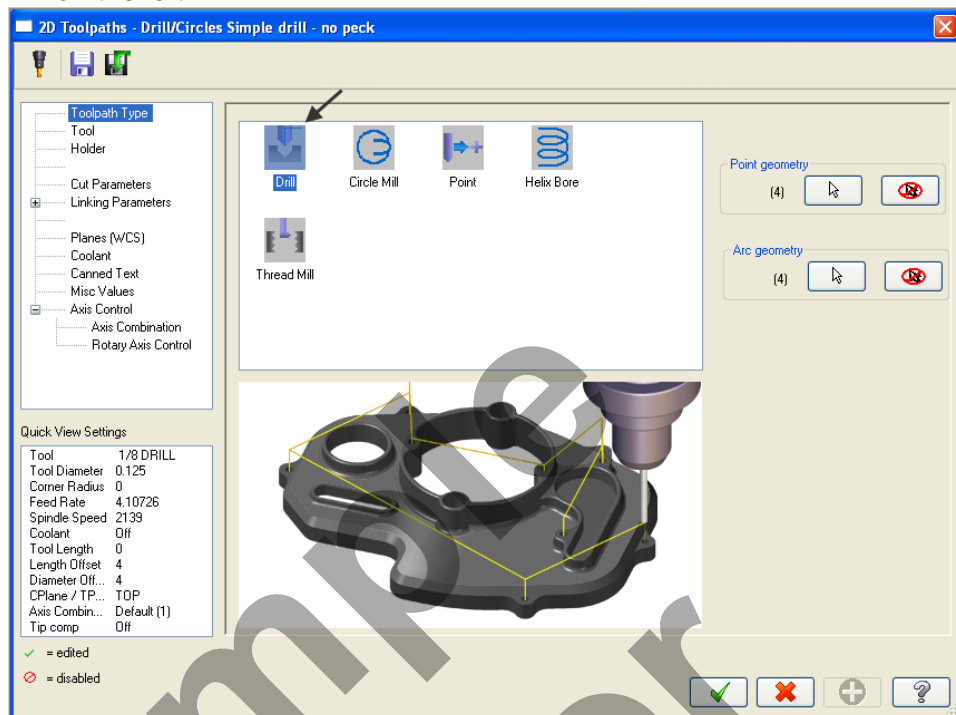 2D Toolpaths - Drill/Circles Simple drill - no peck
Toolpath Type
Tool
Holder
Cut Parameters
Linking Parameters
Planes (WCS)
Coolant
Canned Text
Misc Values
Axis Control
Axis Combination
Rotary Axis Control
Drill
Circle Mill
Point
Helix Bore
Thread Mill
Point geometry
(4)
Arc geometry
(4)
Quick View Settings
Tool 1/8 DRILL
Tool Diameter 0.125
Corner Radius 0
Feed Rate 4.10726
Spindle Speed 2139
Coolant Off
Tool Length 0
Length Offset 4
Diameter Off... 4
CPlane / TP... TOP
Axis Combin... Default (1)
Tip comp Off
= edited
= disabled